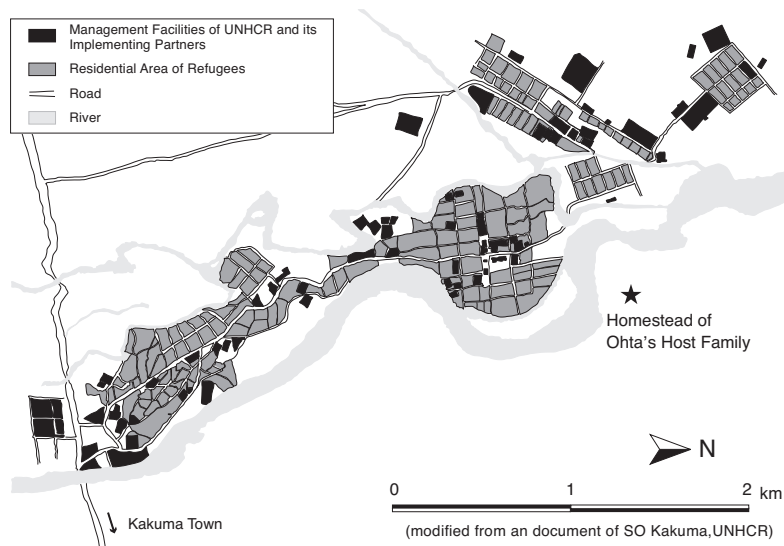 Management Facilities of UNHCR and its
Implementing Partners
Residential Area of Refugees
Road
River
Homestead of
Ohta's Host Family
N
0 1 2 km
(modified from an document of SO Kakuma,UNHCR)
Kakuma Town